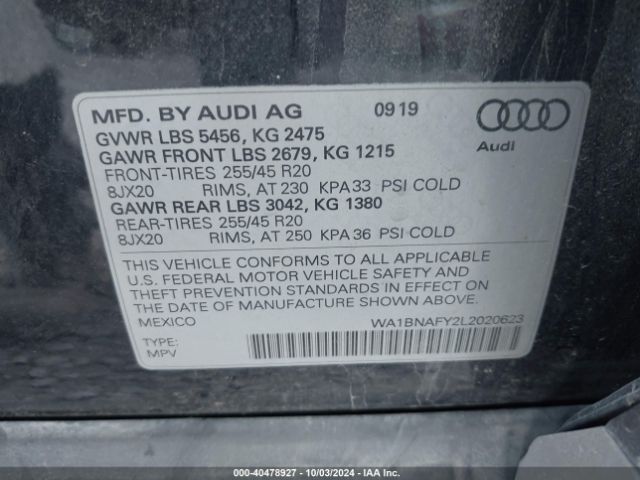 MFD. BY AUDI AG 0919
GVWR LBS 5456, KG 2475
GAWR FRONT LBS 2679, KG 1215
FRONT-TIRES 255/45 R20
8JX20 RIMS, AT 230 KPA33 PSI COLD
GAWR REAR LBS 3042, KG 1380
REAR-TIRES 255/45 R20
8JX20 RIMS, AT 250 KPA36 PSI COLD
Audi
THIS VEHICLE CONFORMS TO ALL APPLICABLE
U.S. FEDERAL MOTOR VEHICLE SAFETY AND
THEFT PREVENTION STANDARDS IN EFFECT ON
THE DATE OF MANUFACTURE SHOWN ABOVE.
MEXICO WA1BNAFY2L2020623
TYPE:
MPV
000-40478927 - 10/03/2024 - IAA Inc.